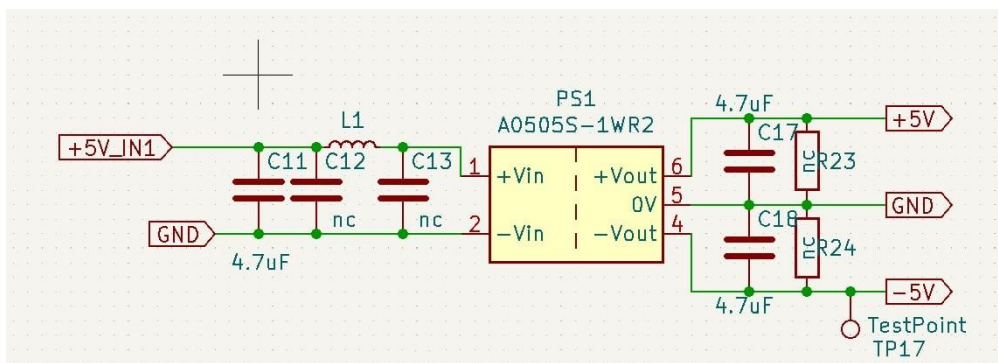 PS1
A0505S-1WR2
4.7uF
+5V
L1
+5V_IN1
C11
C12
C13
1
+Vin
+Vout
6
C17
nc
R23
0V
5
GND
GND
nc
nc
2
-Vin
-Vout
4
C18
nc
R24
4.7uF
4.7uF
-5V
TestPoint
TP17